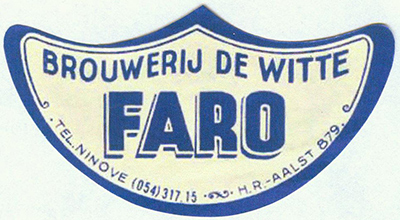 BROUWERIJ DE WITTE
FARO
·TEL.NINOVE (054) 317.15 · H.R.-AALST 879.